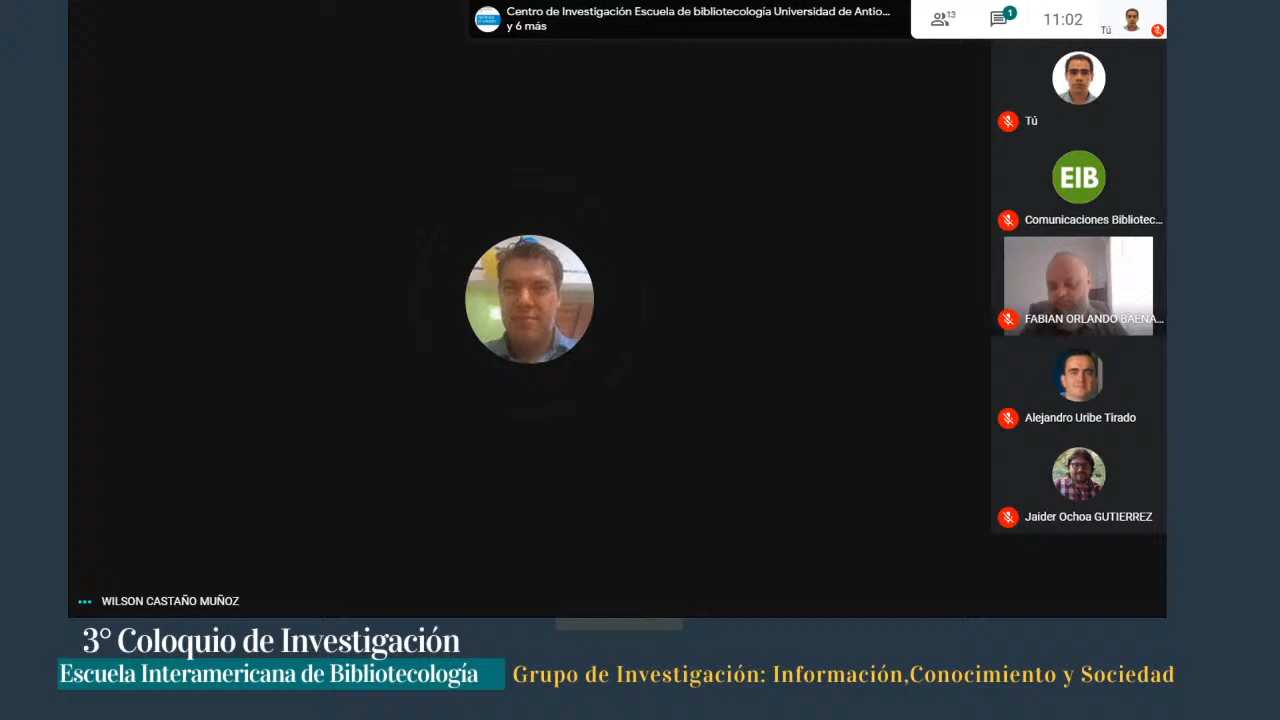 Centro de Investigación Escuela de bibliotecología Universidad de Antio...
y 6 más
13
1
11:02
Tú
Tú
EIB
Comunicaciones Bibliotec...
FABIAN ORLANDO BAENA...
Alejandro Uribe Tirado
Jaider Ochoa GUTIERREZ
WILSON CASTAÑO MUÑOZ
3° Coloquio de Investigación
Escuela Interamericana de Bibliotecología
Grupo de Investigación: Información,Conocimiento y Sociedad